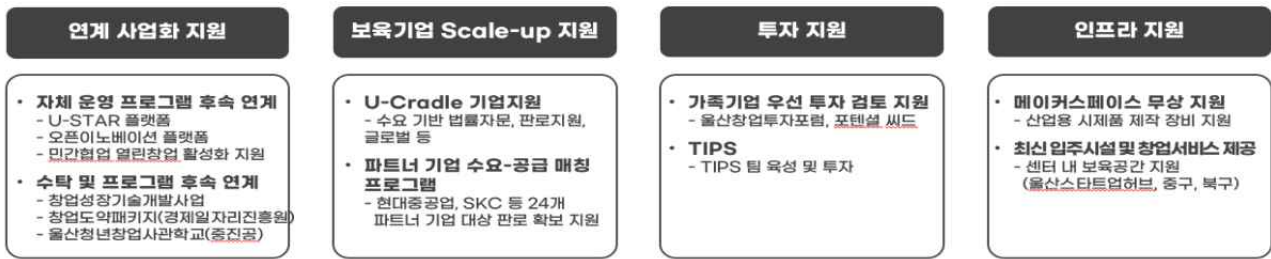 연계 사업화 지원
• 자체 운영 프로그램 후속 연계
- U-STAR 플랫폼
- 오픈이노베이션 플랫폼
- 민간협업 열린창업 활성화 지원
• 수탁 및 프로그램 후속 연계
- 창업성장기술개발사업
- 창업도약패키지(경제일자리진흥원)
- 울산청년창업사관학교(중진공)
보육기업 Scale-up 지원
• U-Cradle 기업지원
- 수요 기반 법률자문, 판로지원,
글로벌 등
• 파트너 기업 수요-공급 매칭
프로그램
- 현대중공업, SKC 등 24개
파트너 기업 대상 판로 확보 지원
투자 지원
• 가족기업 우선 투자 검토 지원
- 울산창업투자포럼, 포텐셜 씨드
• TIPS
- TIPS 팀 육성 및 투자
인프라 지원
• 메이커스페이스 무상 지원
- 산업용 시제품 제작 장비 지원
• 최신 입주시설 및 창업서비스 제공
- 센터 내 보육공간 지원
(울산스타트업허브, 중구, 북구)